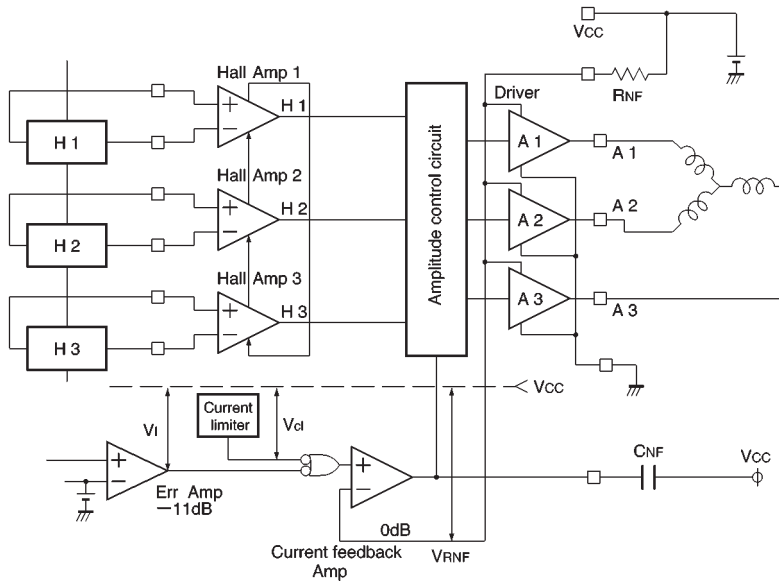 VCC
Hall Amp 1
RNF
Driver
H 1
H 1
A 1
A 1
Hall Amp 2
H 2
H 2
A 2
A 2
Amplitude control circuit
Hall Amp 3
H 3
H 3
A 3
A 3
VCC
VI
Current
limiter
Vcl
CNF
VCC
Err Amp
−11dB
0dB
VRNF
Current feedback
Amp